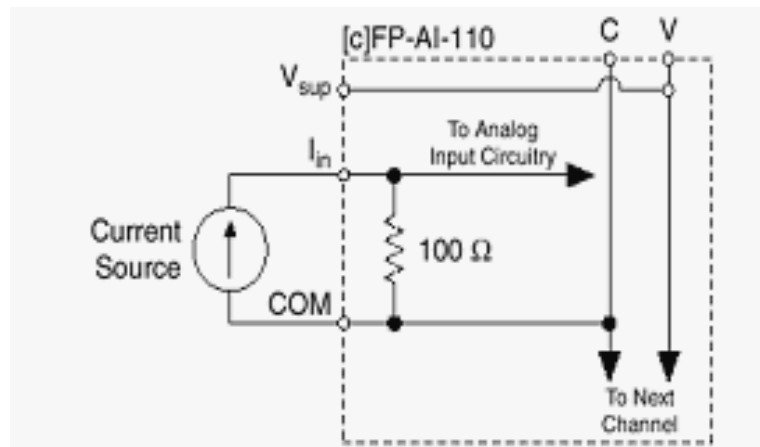 [c]FP-AI-110
C
V
Vsup
To Analog
Input Circuitry
Iin
Current
Source
100 Ω
COM
To Next
Channel